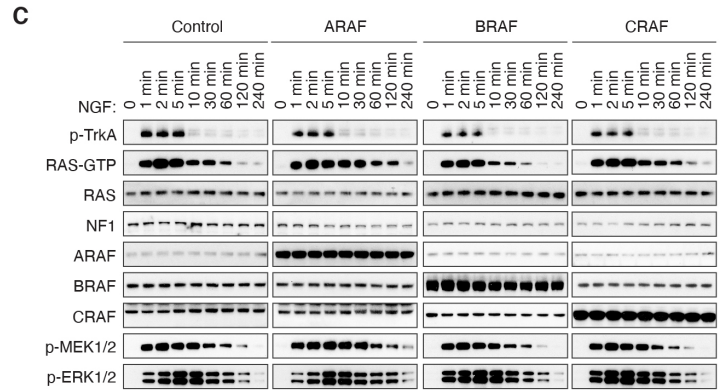 C
Control ARAF BRAF CRAF
NGF: 0 1 min 2 min 5 min 10 min 30 min 60 min 120 min 240 min 0 1 min 2 min 5 min 10 min 30 min 60 min 120 min 240 min 0 1 min 2 min 5 min 10 min 30 min 60 min 120 min 240 min 0 1 min 2 min 5 min 10 min 30 min 60 min 120 min 240 min
p-TrkA
RAS-GTP
RAS
NF1
ARAF
BRAF
CRAF
p-MEK1/2
p-ERK1/2